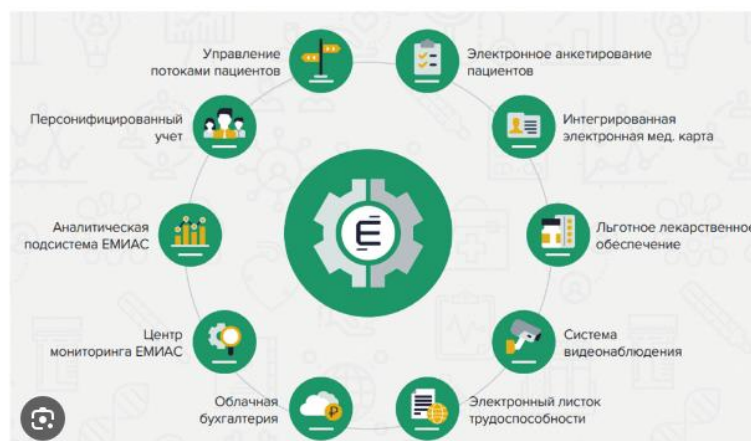 Управление
потоками пациентов
Электронное анкетирование
пациентов
Персонифицированный
учет
Интегрированная
электронная мед. карта
Аналитическая
подсистема ЕМИАС
Льготное лекарственное
обеспечение
Центр
мониторинга ЕМИАС
Система
видеонаблюдения
Облачная
бухгалтерия
Электронный листок
трудоспособности
Ё
₽